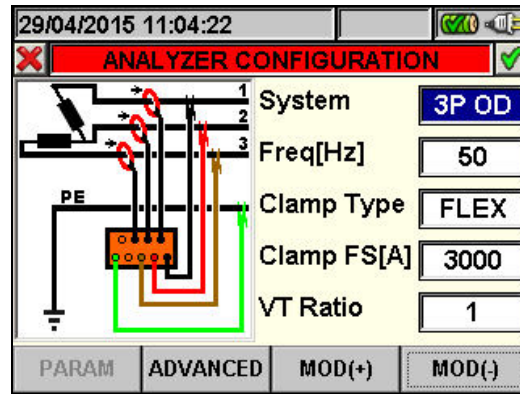 29/04/2015 11:04:22
ANALYZER CONFIGURATION
1
2
3
PE
System 3P OD
Freq[Hz] 50
Clamp Type FLEX
Clamp FS[A] 3000
VT Ratio 1
PARAM ADVANCED MOD(+) MOD(-)